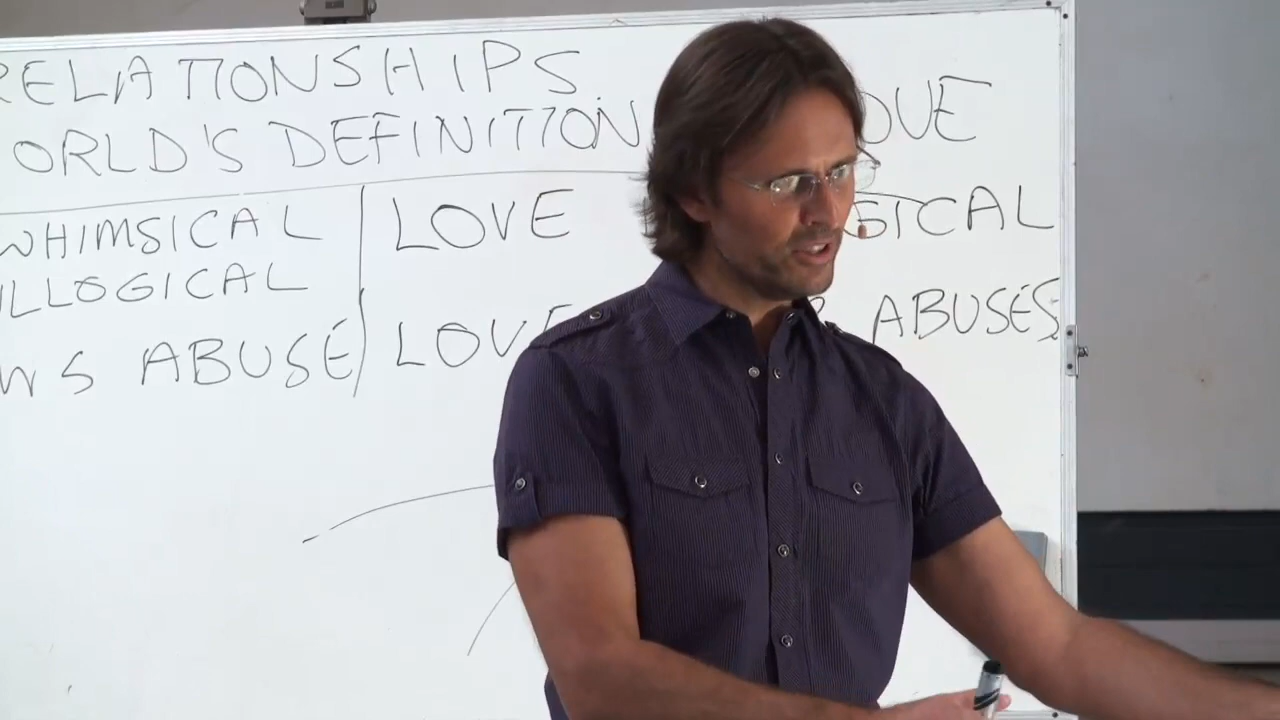 RELATIONSHIPS
ORLD'S DEFINITION OVE
WHIMSICAL LOVE GICAL
ILLOGICAL
WS ABUSE LOVE ABUSES